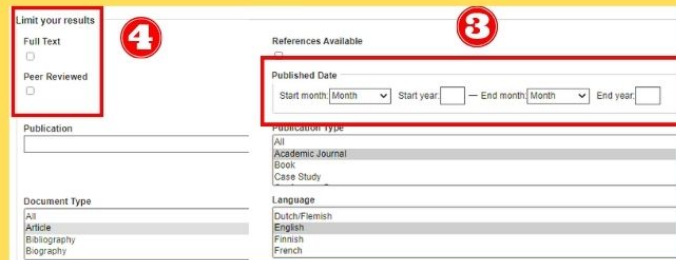 Limit your results
4
3
Full Text
References Available
Peer Reviewed
Published Date
Start month: Month Start year: — End month: Month End year:
Publication
Publication Type
All
Academic Journal
Book
Case Study
Document Type
Language
All
Article
Bibliography
Biography
Dutch/Flemish
English
Finnish
French